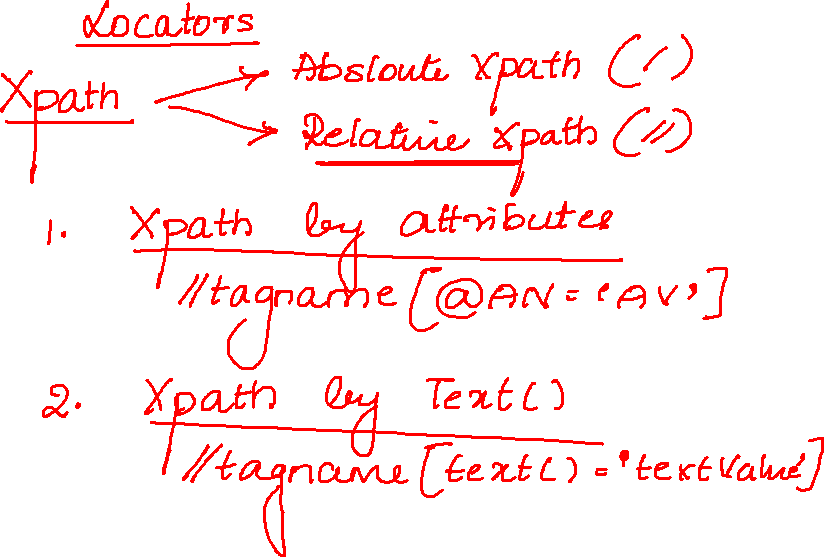 Locators
Xpath
Absloute Xpath (/)
Relative Xpath (//)
1. Xpath by attributes
//tagname[@AN='AV']
2. Xpath by Text()
//tagname[text()='textValue']